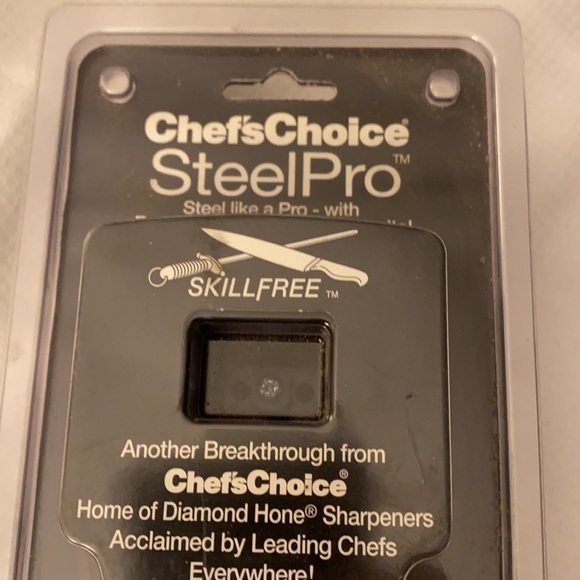 Chef'sChoice®
SteelPro™
Steel like a Pro - with
SKILLFREE™
Another Breakthrough from
Chef'sChoice®
Home of Diamond Hone® Sharpeners
Acclaimed by Leading Chefs
Everywhere!